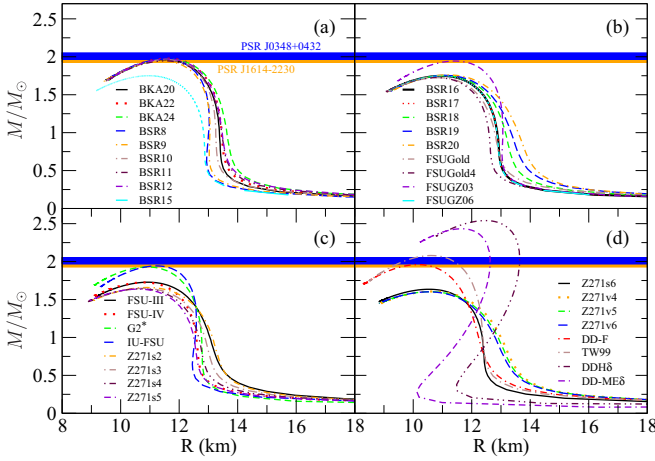 2.5
2
1.5
1
0.5
0
M/M⊙
(a)
PSR J0348+0432
PSR J1614-2230
BKA20
BKA22
BKA24
BSR8
BSR9
BSR10
BSR11
BSR12
BSR15
(b)
BSR16
BSR17
BSR18
BSR19
BSR20
FSUGold
FSUGold4
FSUGZ03
FSUGZ06
2.5
2
1.5
1
0.5
0
M/M⊙
(c)
FSU-III
FSU-IV
G2*
IU-FSU
Z271s2
Z271s3
Z271s4
Z271s5
(d)
Z271s6
Z271v4
Z271v5
Z271v6
DD-F
TW99
DDHδ
DD-MEδ
8 10 12 14 16 18 8 10 12 14 16 18
R (km) R (km)